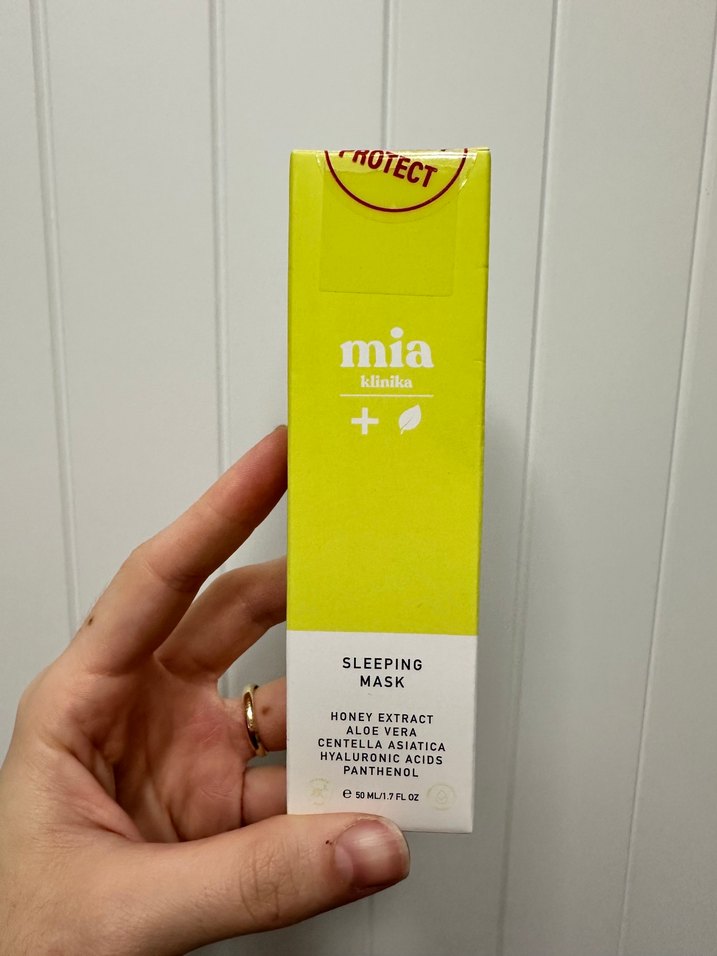 PROTECT
mia
klinika
SLEEPING
MASK
HONEY EXTRACT
ALOE VERA
CENTELLA ASIATICA
HYALURONIC ACIDS
PANTHENOL
e 50 ML/1.7 FL OZ